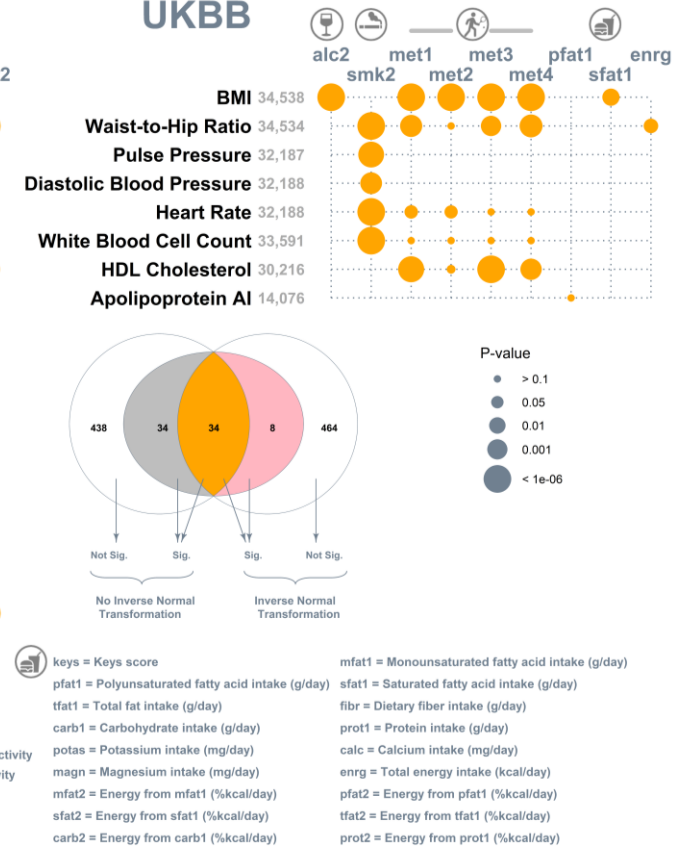 UKBB
alc2 met1 met3 pfat1 enrg
2 smk2 met2 met4 sfat1
BMI 34,538
Waist-to-Hip Ratio 34,534
Pulse Pressure 32,187
Diastolic Blood Pressure 32,188
Heart Rate 32,188
White Blood Cell Count 33,591
HDL Cholesterol 30,216
Apolipoprotein AI 14,076
P-value
> 0.1
0.05
0.01
0.001
< 1e-06
438 34 34 8 464
Not Sig. Sig. Sig. Not Sig.
No Inverse Normal Transformation
Inverse Normal Transformation
keys = Keys score mfat1 = Monounsaturated fatty acid intake (g/day)
pfat1 = Polyunsaturated fatty acid intake (g/day) sfat1 = Saturated fatty acid intake (g/day)
tfat1 = Total fat intake (g/day) fibr = Dietary fiber intake (g/day)
carb1 = Carbohydrate intake (g/day) prot1 = Protein intake (g/day)
ctivity potas = Potassium intake (mg/day) calc = Calcium intake (mg/day)
vity magn = Magnesium intake (mg/day) enrg = Total energy intake (kcal/day)
mfat2 = Energy from mfat1 (%kcal/day) pfat2 = Energy from pfat1 (%kcal/day)
sfat2 = Energy from sfat1 (%kcal/day) tfat2 = Energy from tfat1 (%kcal/day)
carb2 = Energy from carb1 (%kcal/day) prot2 = Energy from prot1 (%kcal/day)